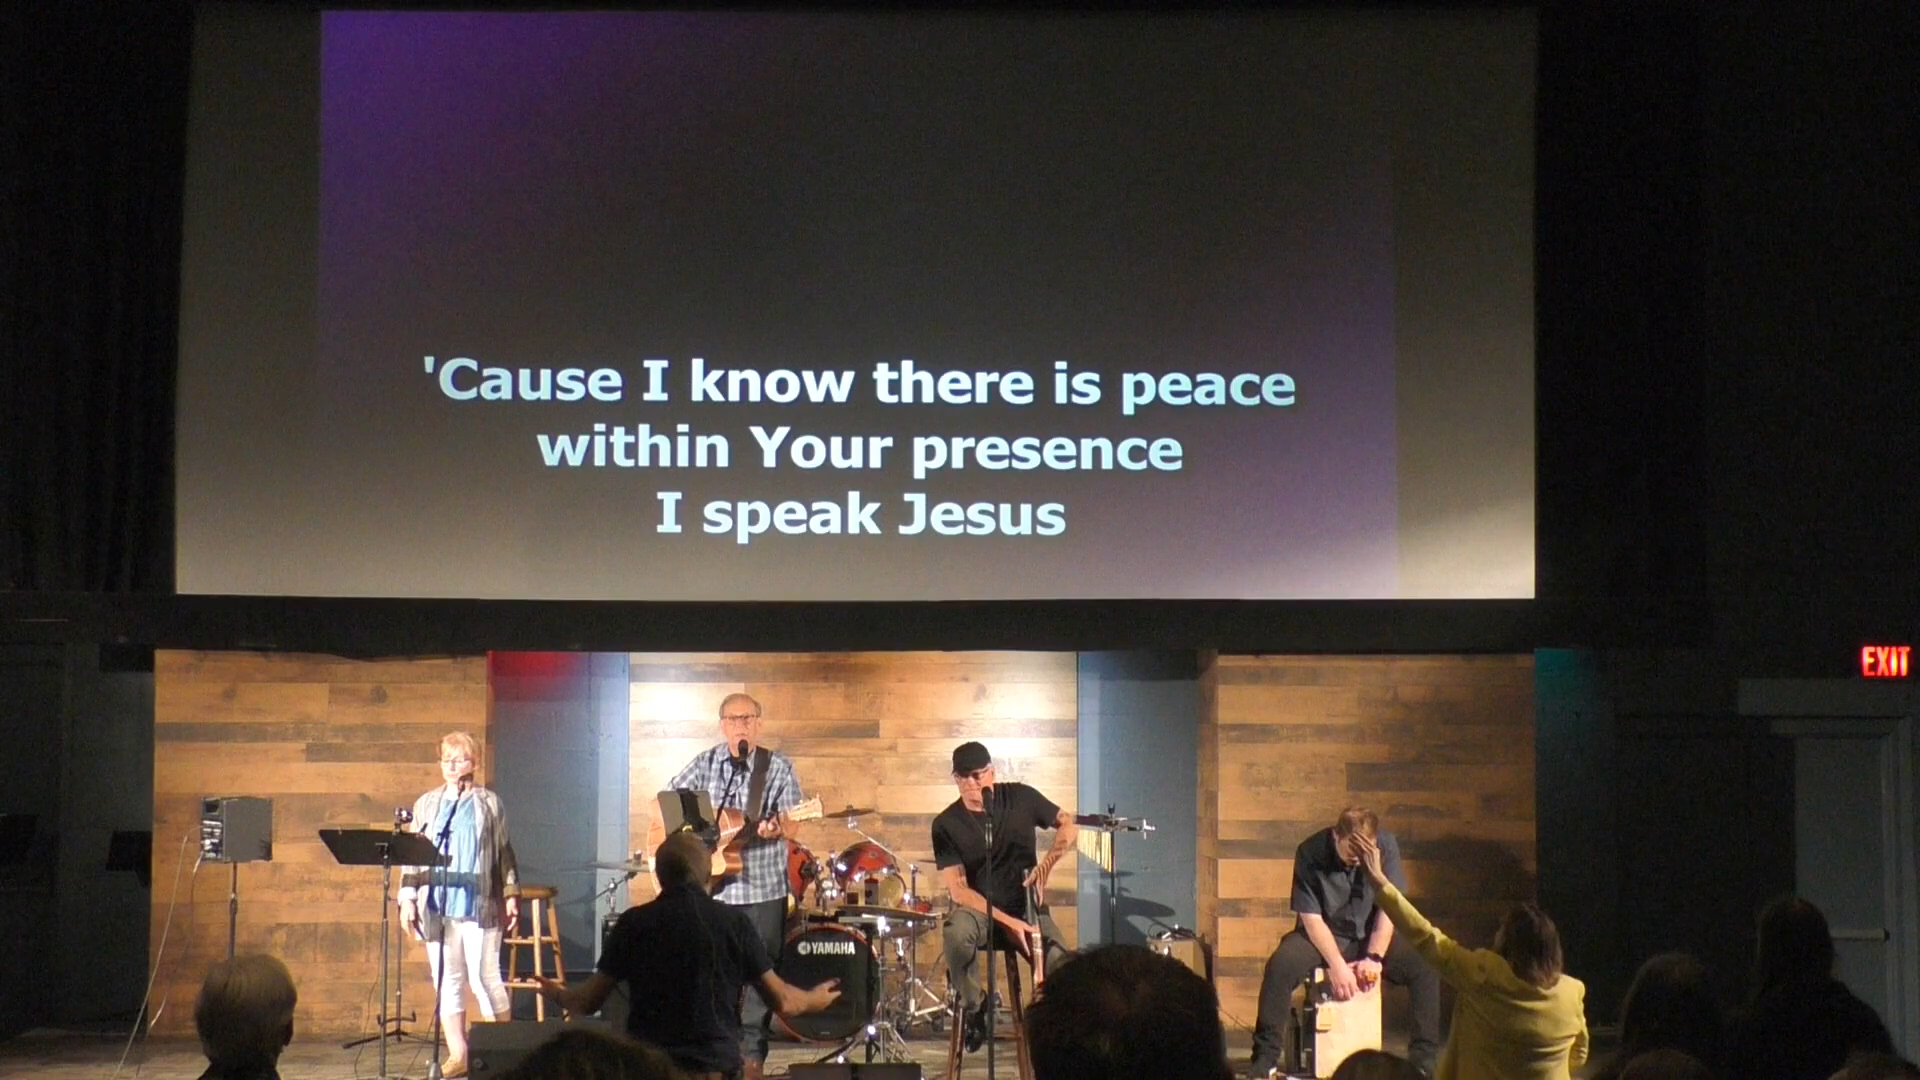 'Cause I know there is peace
within Your presence
I speak Jesus
EXIT
YAMAHA